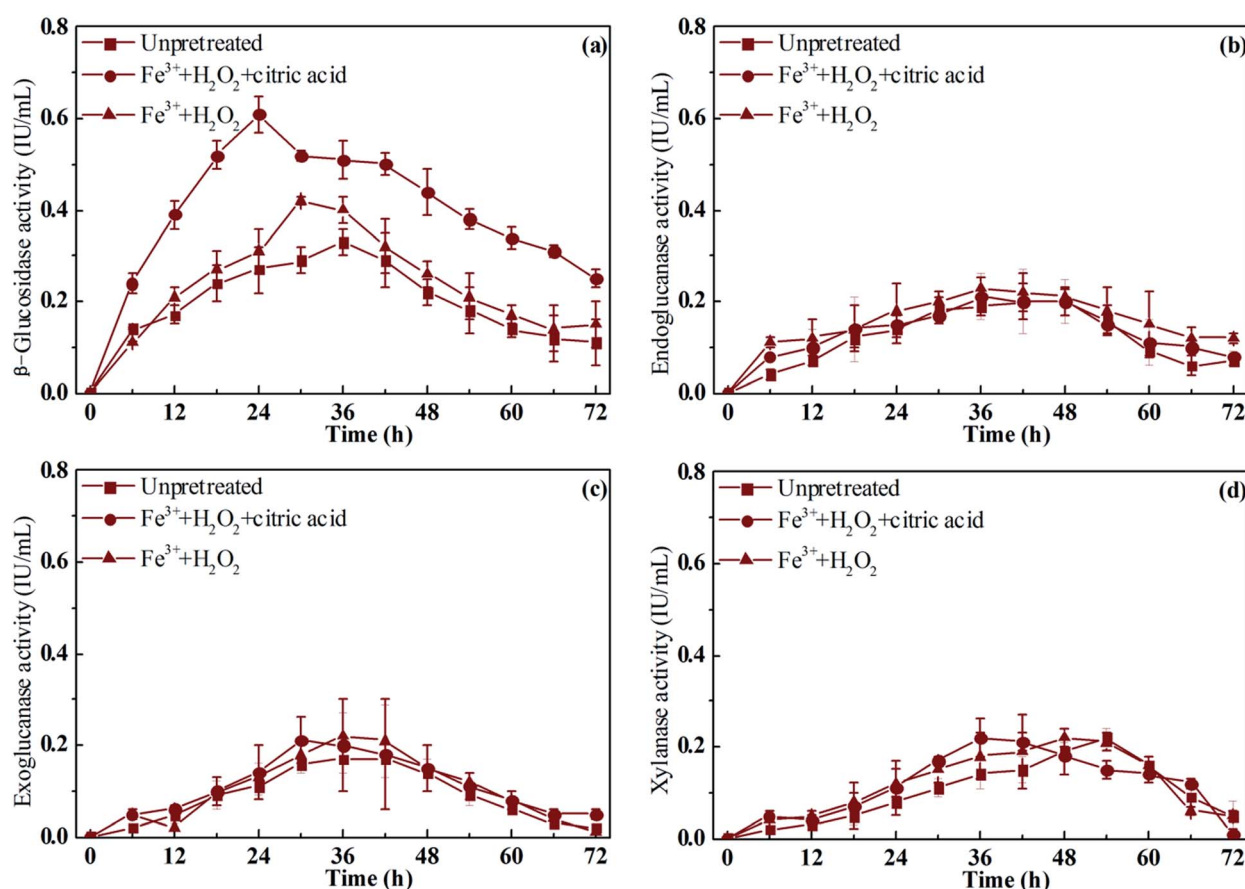 (a)
Unpretreated
Fe³⁺+H₂O₂+citric acid
Fe³⁺+H₂O₂
β-Glucosidase activity (IU/mL)
0.8
0.6
0.4
0.2
0.0
0 12 24 36 48 60 72
Time (h)
(b)
Unpretreated
Fe³⁺+H₂O₂+citric acid
Fe³⁺+H₂O₂
Endoglucanase activity (IU/mL)
0.8
0.6
0.4
0.2
0.0
0 12 24 36 48 60 72
Time (h)
(c)
Unpretreated
Fe³⁺+H₂O₂+citric acid
Fe³⁺+H₂O₂
Exoglucanase activity (IU/mL)
0.8
0.6
0.4
0.2
0.0
0 12 24 36 48 60 72
Time (h)
(d)
Unpretreated
Fe³⁺+H₂O₂+citric acid
Fe³⁺+H₂O₂
Xylanase activity (IU/mL)
0.8
0.6
0.4
0.2
0.0
0 12 24 36 48 60 72
Time (h)